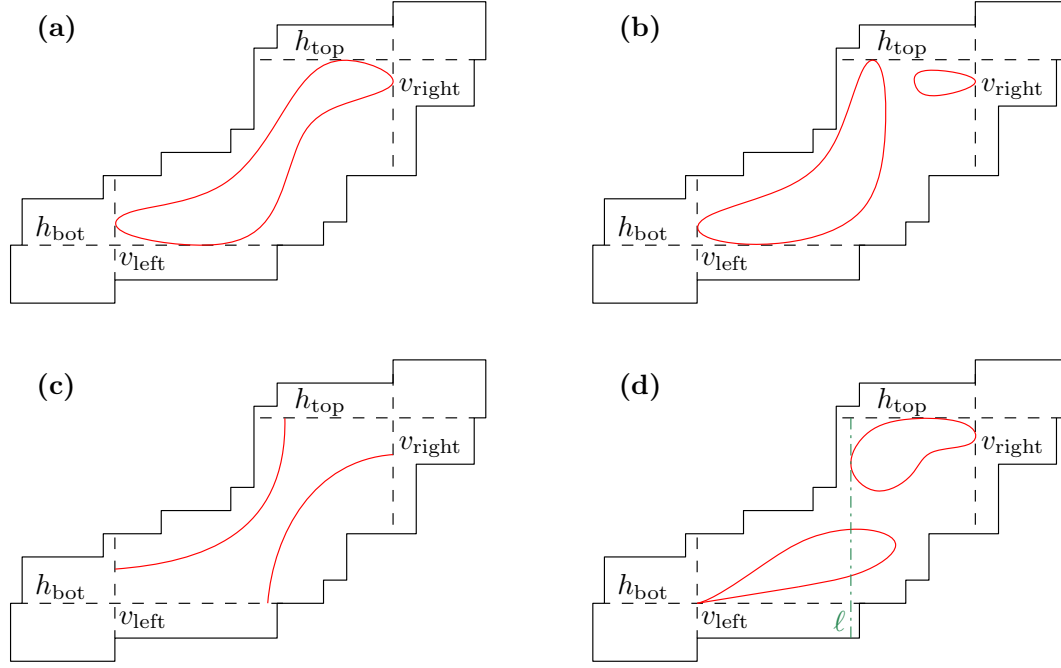 (a)
h_top
v_right
h_bot
v_left
(b)
h_top
v_right
h_bot
v_left
(c)
h_top
v_right
h_bot
v_left
(d)
h_top
v_right
h_bot
v_left
ℓ